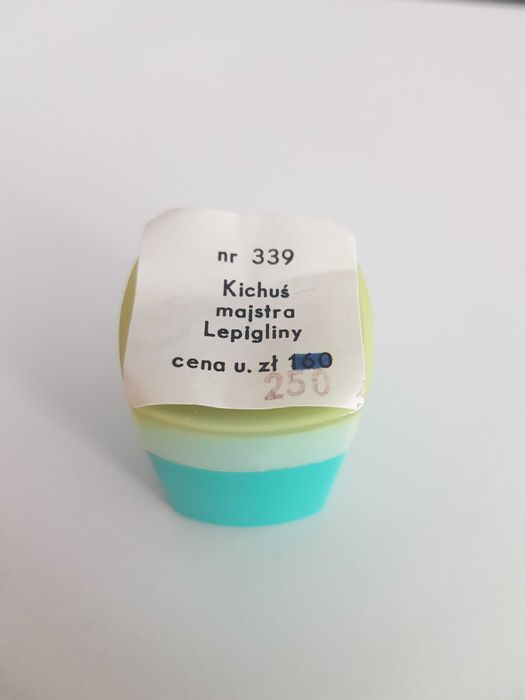 nr 339
Kichuś
majstra
Lepigliny
cena u. zł 160
250